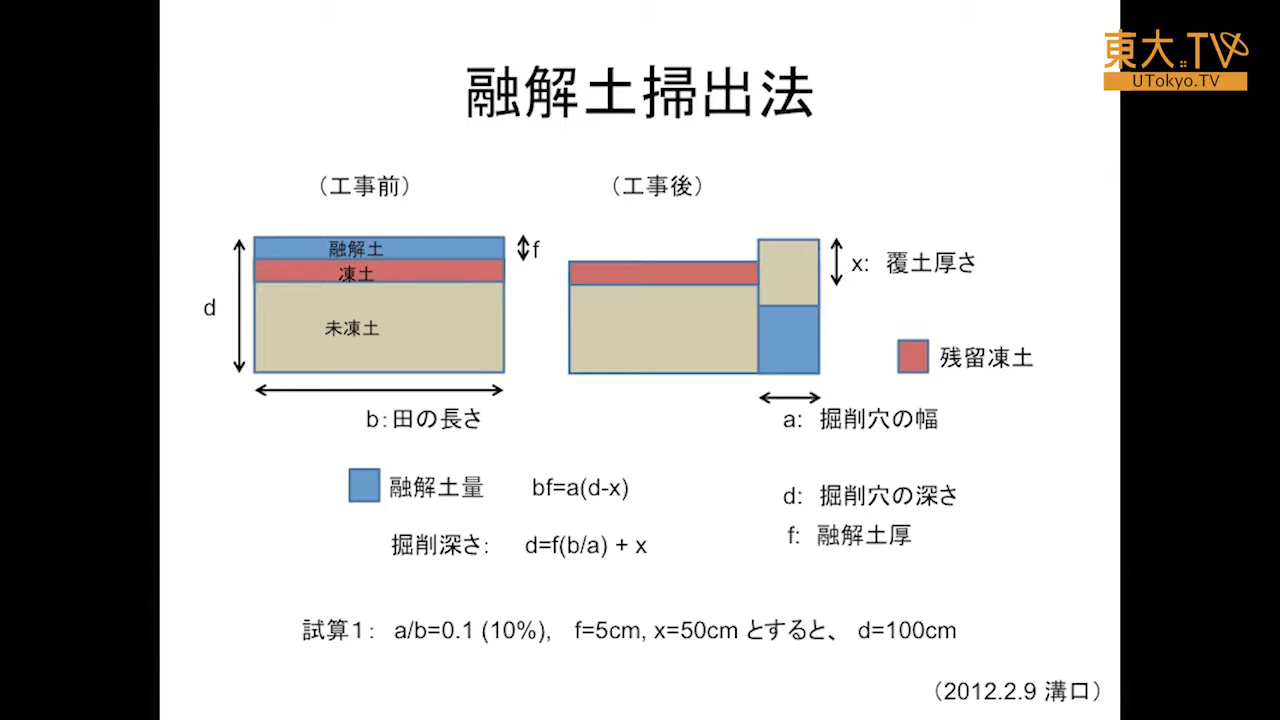 東大.TV
UTokyo.TV
融解土掃出法
（工事前）
（工事後）
融解土
凍土
未凍土
d
f
b：田の長さ
x: 覆土厚さ
残留凍土
a: 掘削穴の幅
融解土量 bf=a(d-x)
d: 掘削穴の深さ
f: 融解土厚
掘削深さ： d=f(b/a) + x
試算１： a/b=0.1 (10%), f=5cm, x=50cm とすると、 d=100cm
（2012.2.9 溝口）